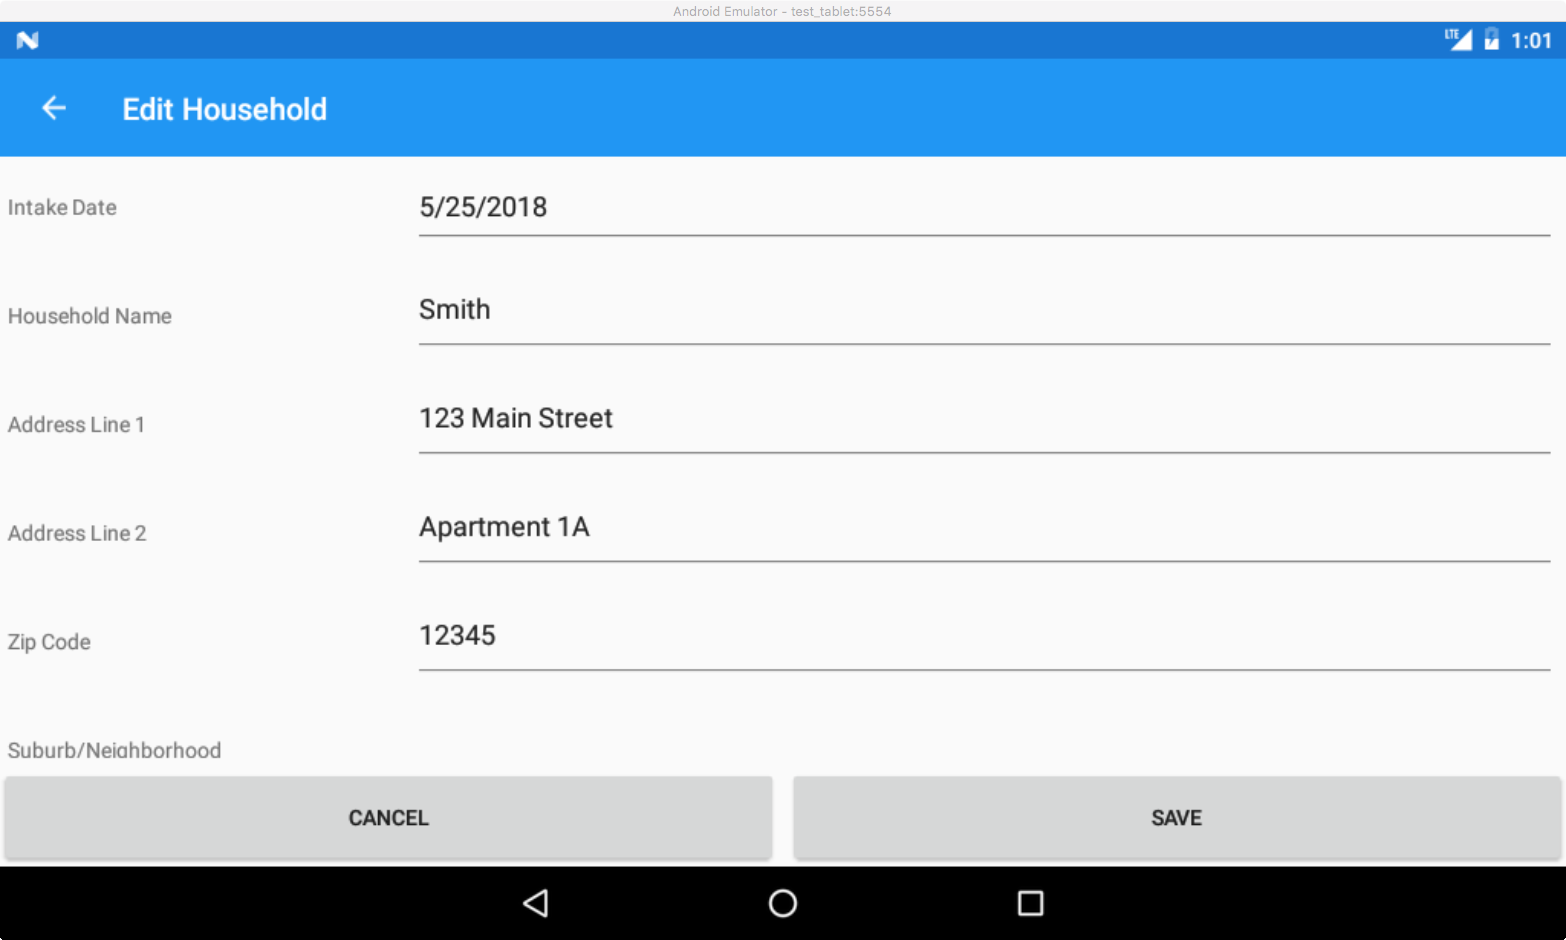 Android Emulator - test_tablet:5554
LTE 1:01
Edit Household
Intake Date 5/25/2018
Household Name Smith
Address Line 1 123 Main Street
Address Line 2 Apartment 1A
Zip Code 12345
Suburb/Neighborhood
CANCEL SAVE